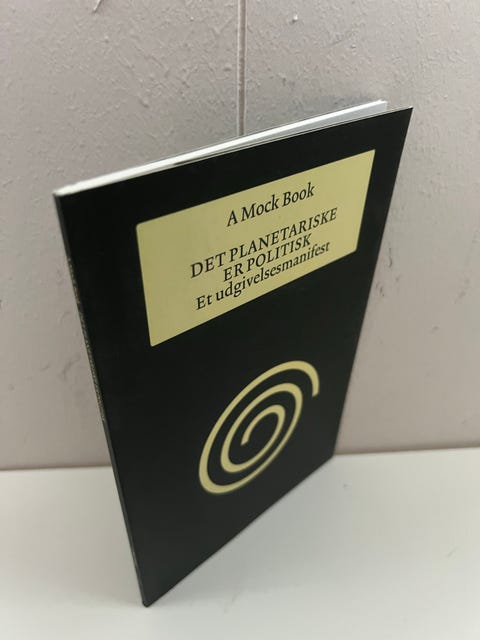 A Mock Book
DET PLANETARISKE
ER POLITISK
Et udgivelsesmanifest